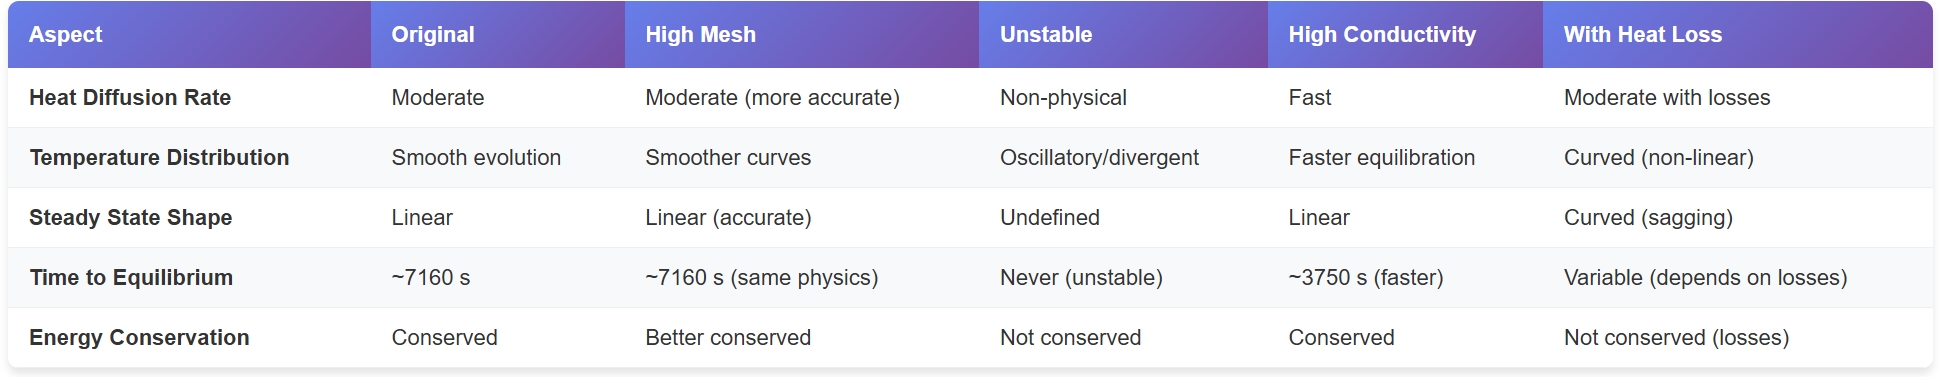 Aspect Original High Mesh Unstable High Conductivity With Heat Loss
Heat Diffusion Rate Moderate Moderate (more accurate) Non-physical Fast Moderate with losses
Temperature Distribution Smooth evolution Smoother curves Oscillatory/divergent Faster equilibration Curved (non-linear)
Steady State Shape Linear Linear (accurate) Undefined Linear Curved (sagging)
Time to Equilibrium ~7160 s ~7160 s (same physics) Never (unstable) ~3750 s (faster) Variable (depends on losses)
Energy Conservation Conserved Better conserved Not conserved Conserved Not conserved (losses)